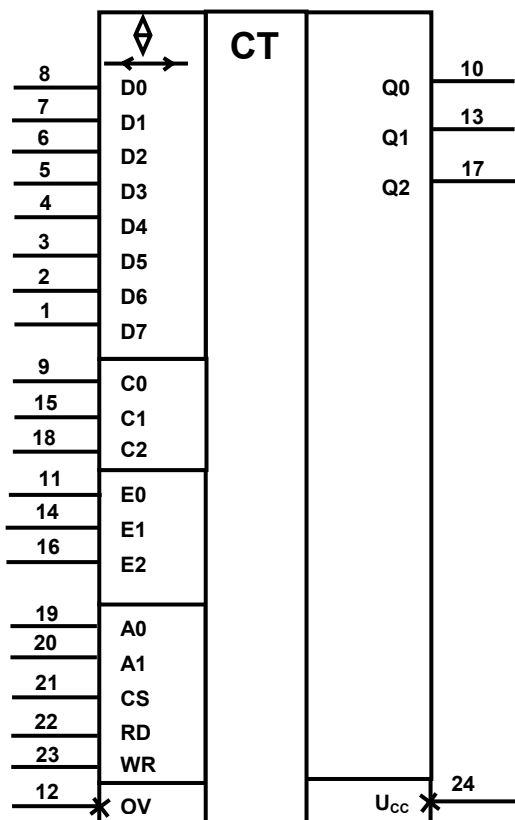 CT
8 D0 Q0 10
7 D1 Q1 13
6 D2 Q2 17
5 D3
4 D4
3 D5
2 D6
1 D7
9 C0
15 C1
18 C2
11 E0
14 E1
16 E2
19 A0
20 A1
21 CS
22 RD
23 WR
12 OV UCC 24